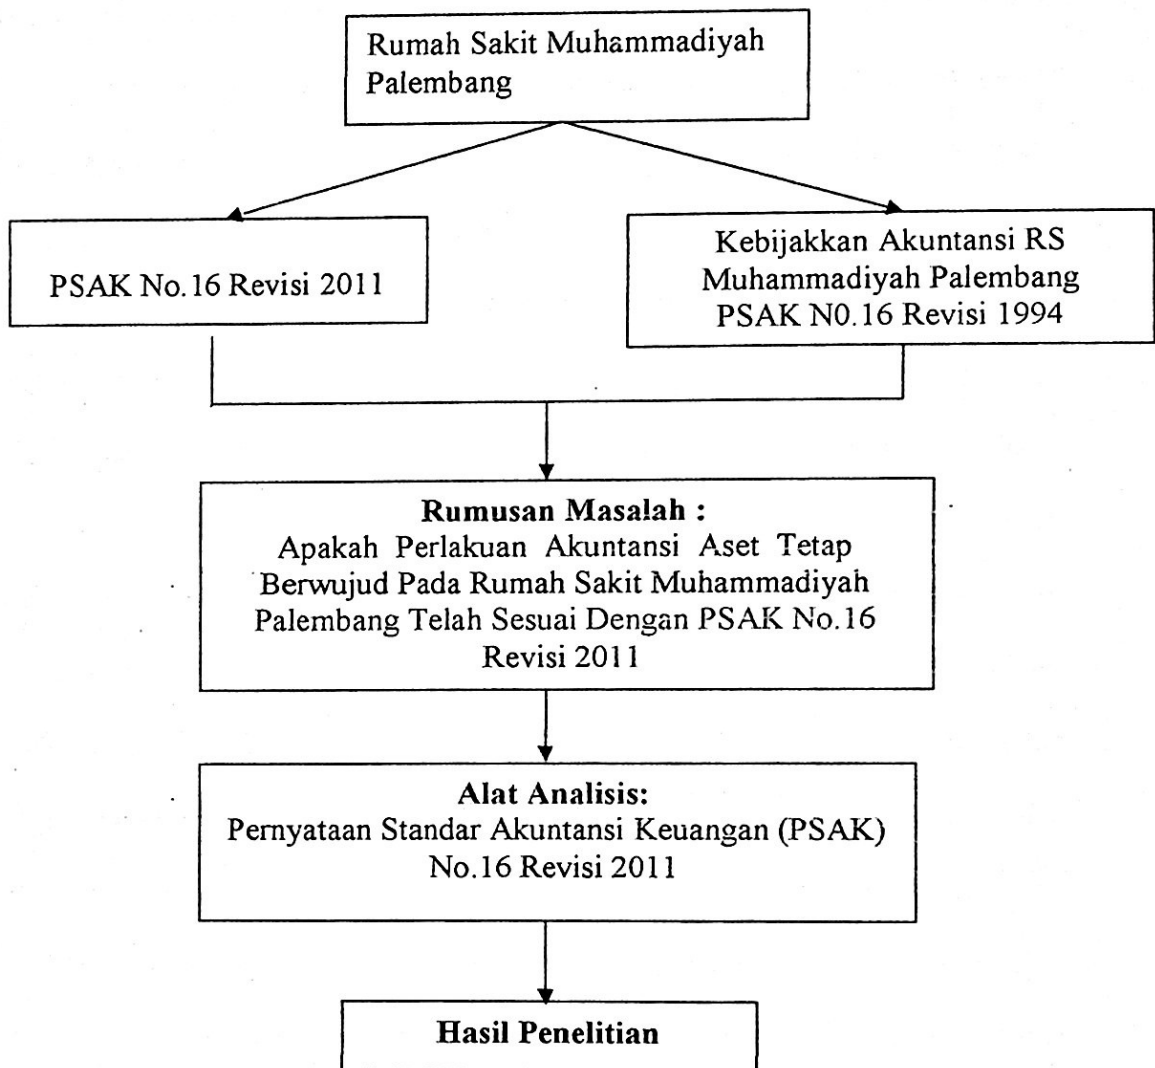 Rumah Sakit Muhammadiyah
Palembang
PSAK No.16 Revisi 2011
Kebijakkan Akuntansi RS
Muhammadiyah Palembang
PSAK N0.16 Revisi 1994
Rumusan Masalah :
Apakah Perlakuan Akuntansi Aset Tetap
Berwujud Pada Rumah Sakit Muhammadiyah
Palembang Telah Sesuai Dengan PSAK No.16
Revisi 2011
Alat Analisis:
Pernyataan Standar Akuntansi Keuangan (PSAK)
No.16 Revisi 2011
Hasil Penelitian